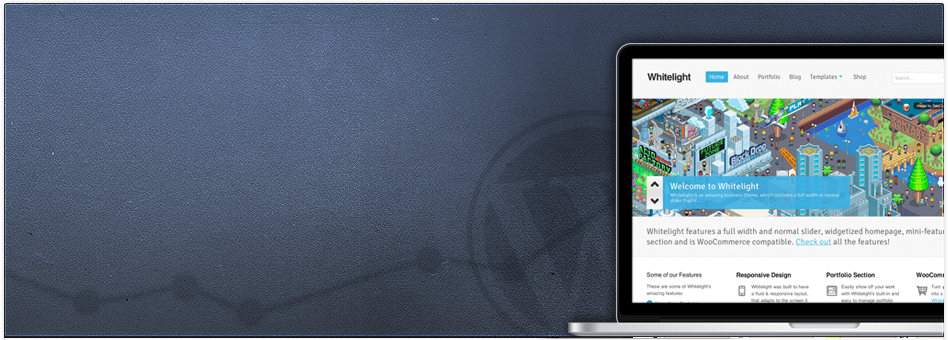 Whitelight
Home About Portfolio Blog Templates Shop
Search...
Image by
Block Drop
Welcome to Whitelight
Whitelight is an amazing business theme, which includes a full width or normal
slider that is
Whitelight features a full width and normal slider, widgetized homepage, mini-featu
section and is WooCommerce compatible. Check out all the features!
Some of our Features
These are some of Whitelight's
amazing features
Responsive Design
Whitelight was built to have
a fluid & responsive layout,
that adapts to the screen it
Portfolio Section
Easily show off your work
with Whitelight's built-in and
easy to manage portfolio
WooCom
Turn
into a